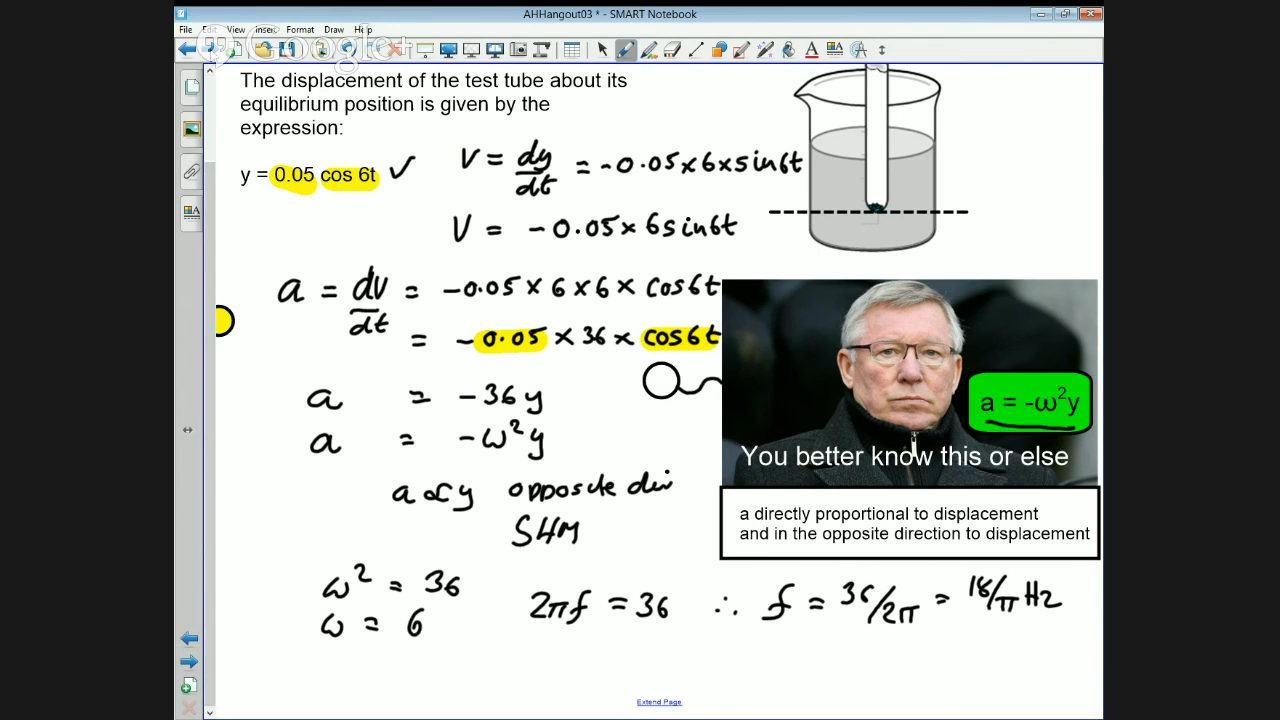 AHHangout03 * - SMART Notebook
File Edit View Insert Format Draw Help
Google+
The displacement of the test tube about its
equilibrium position is given by the
expression:
y = 0.05 cos 6t ✓
v = dy/dt = -0.05×6×sin6t
V = -0.05×6sin6t
a = dv/dt = -0.05×6×6×cos6t
= -0.05×36×cos6t
a = -36y
a = -ω²y
a ∝ y opposite dir
SHM
a = -ω²y
You better know this or else
a directly proportional to displacement
and in the opposite direction to displacement
ω² = 36
ω = 6
2πf = 36 ∴ f = 36/2π = 18/π Hz
Extend Page